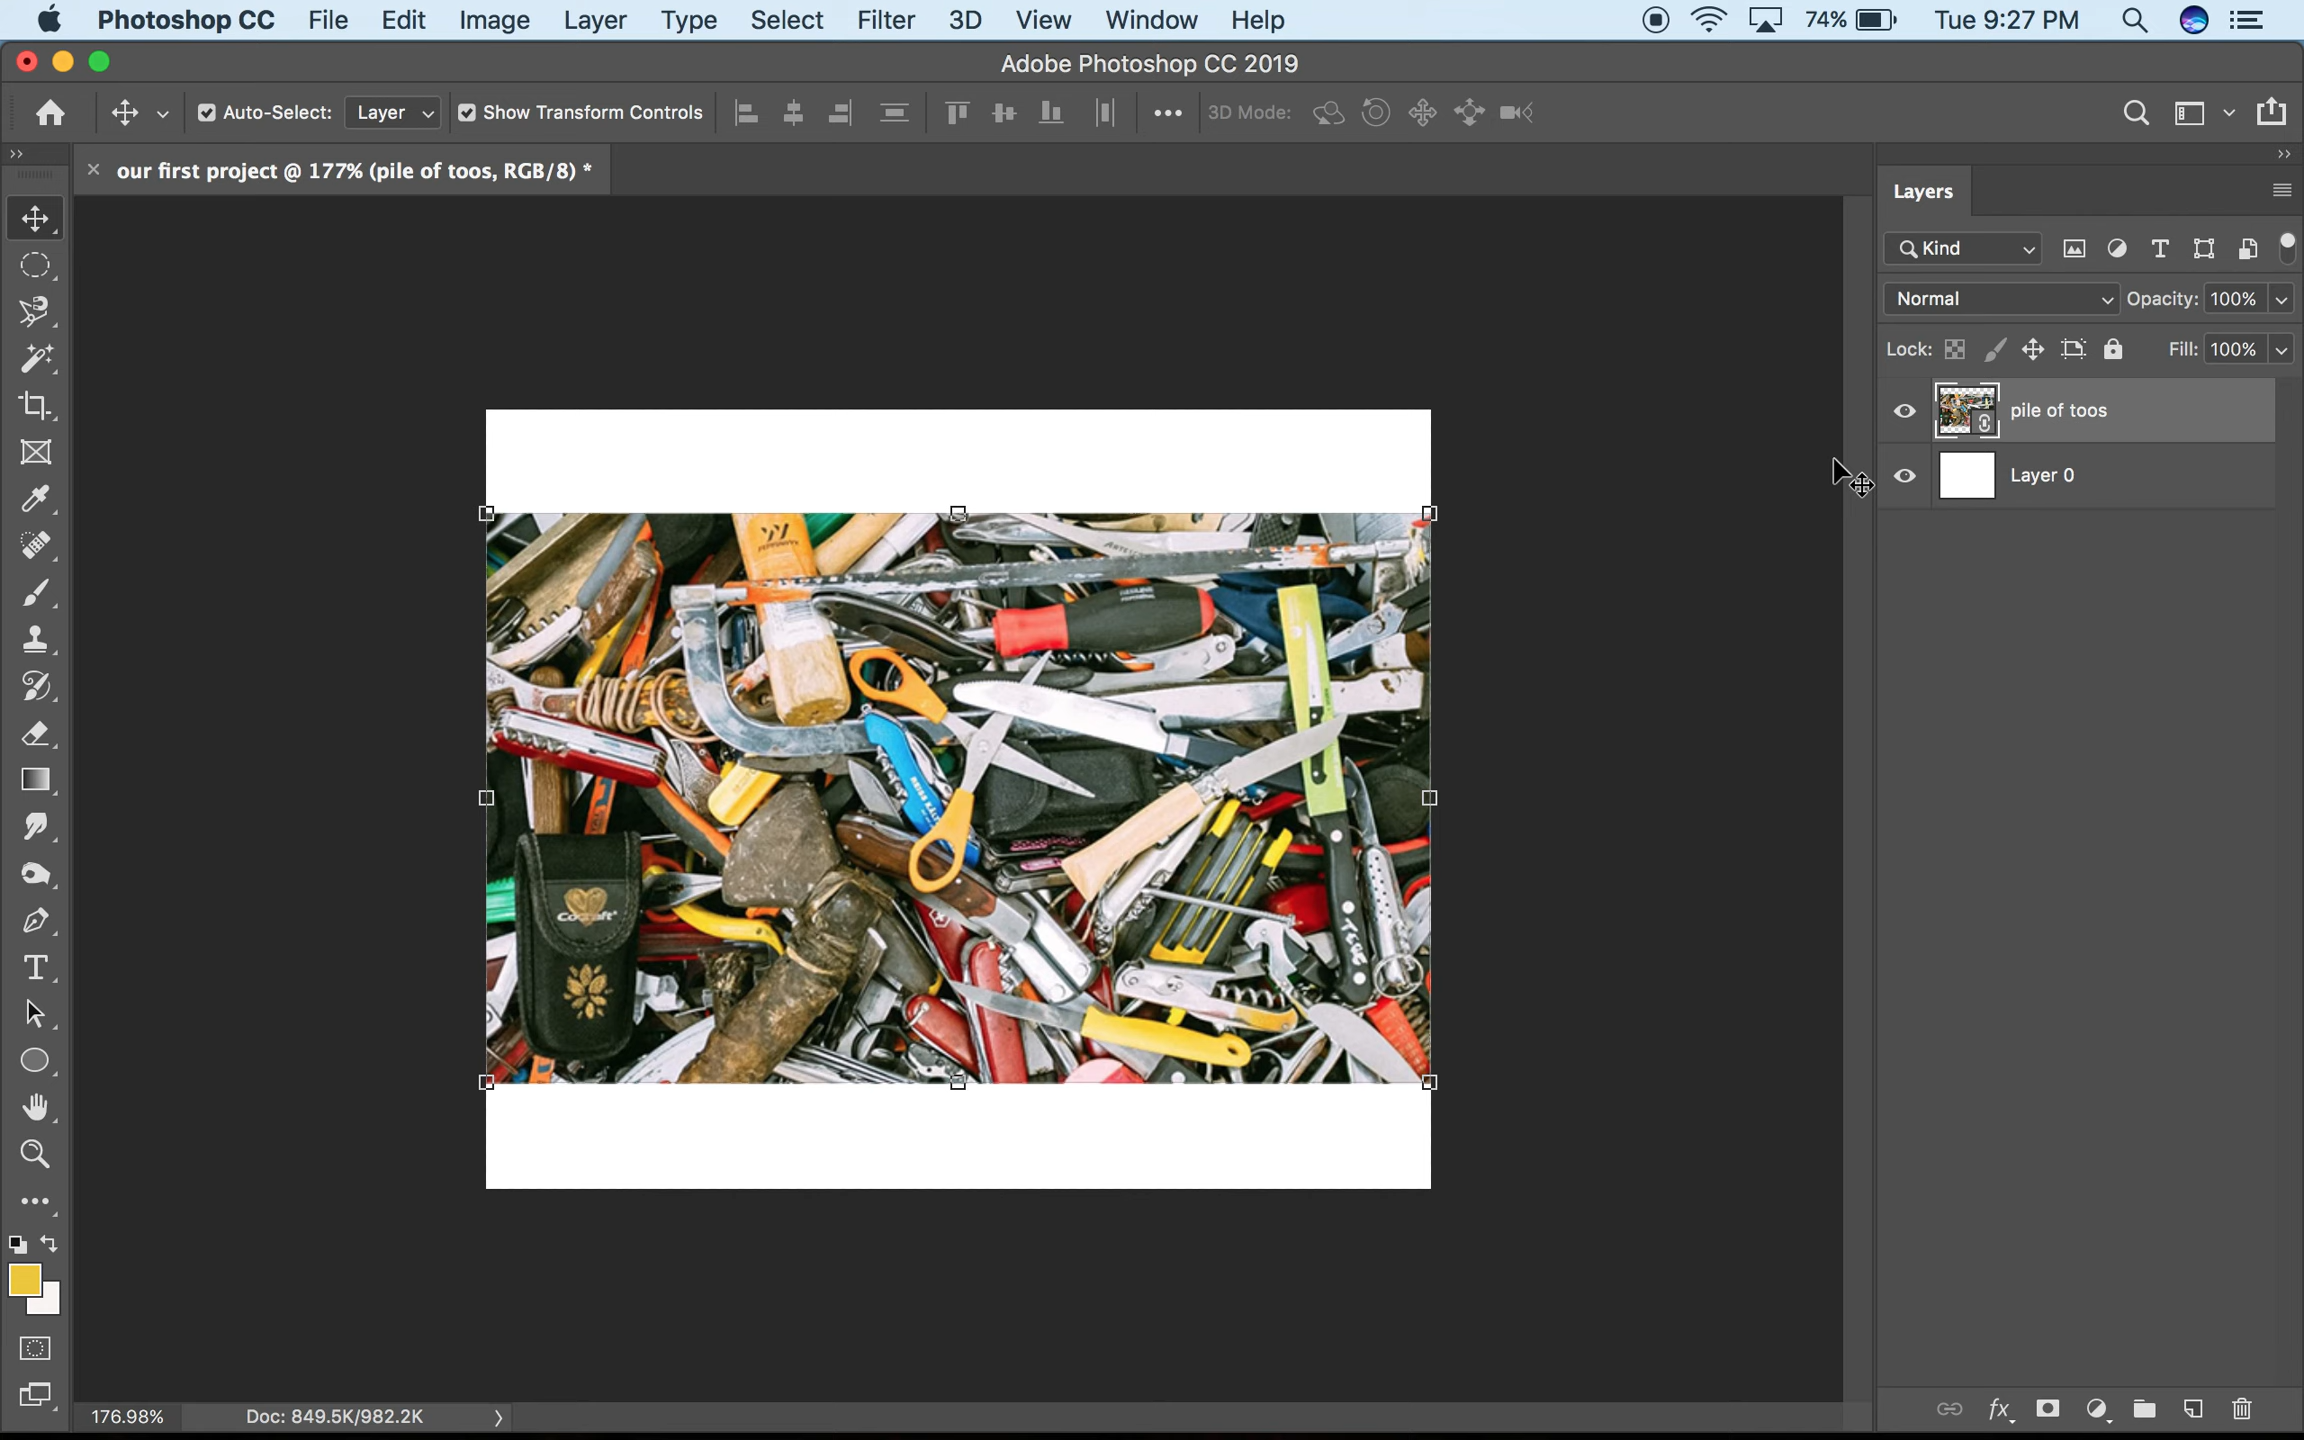 Photoshop CC File Edit Image Layer Type Select Filter 3D View Window Help 74% Tue 9:27 PM
Adobe Photoshop CC 2019
Auto-Select: Layer Show Transform Controls 3D Mode:
our first project @ 177% (pile of toos, RGB/8) *
Layers
Kind
Normal Opacity: 100%
Lock: Fill: 100%
pile of toos
Layer 0
Cocraft
176.98% Doc: 849.5K/982.2K
fx